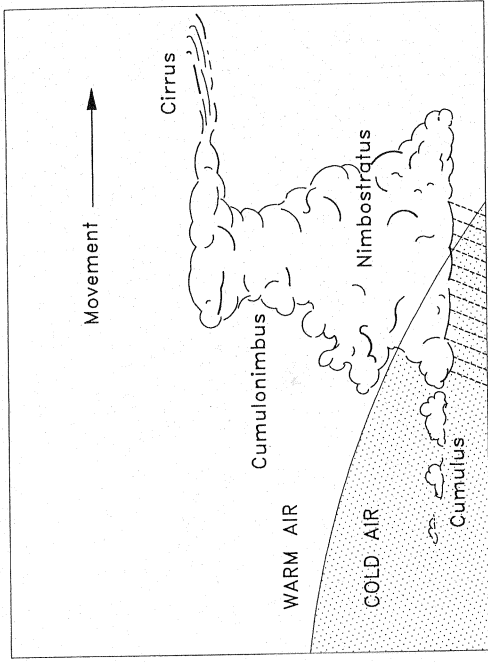 Movement
Cirrus
Cumulonimbus
Nimbostratus
WARM AIR
COLD AIR
Cumulus